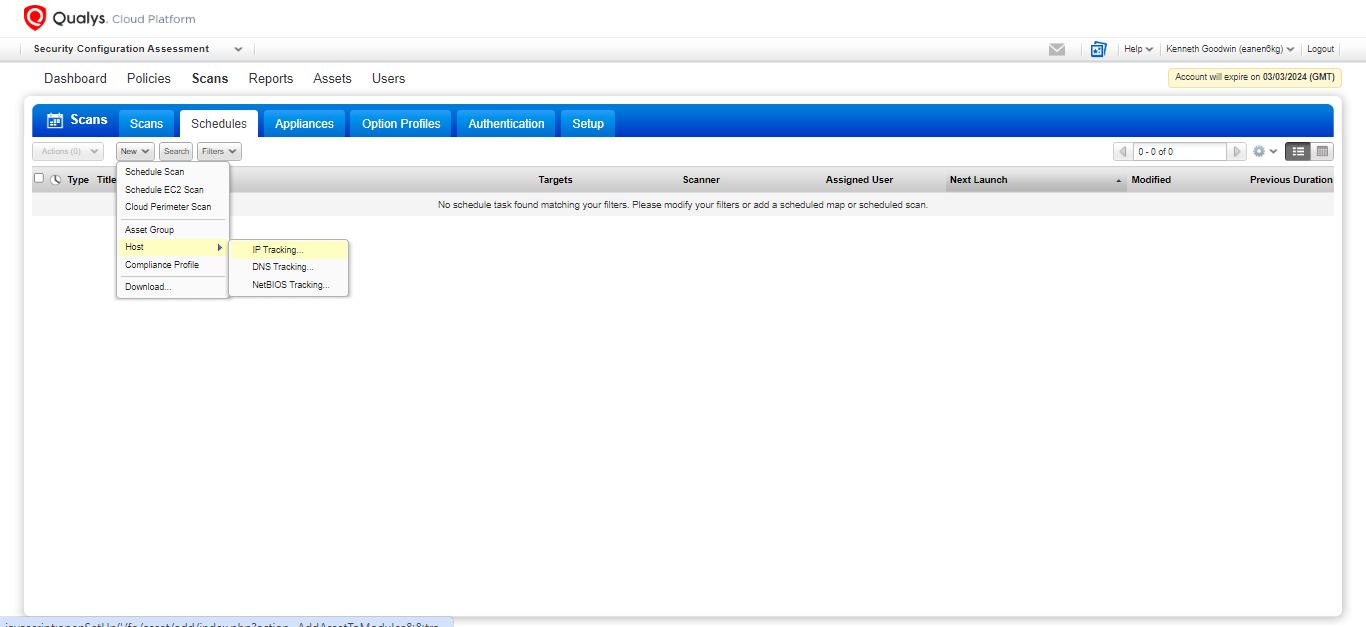 Qualys. Cloud Platform
Security Configuration Assessment
Help
Kenneth Goodwin (eanen6kg)
Logout
Dashboard Policies Scans Reports Assets Users
Account will expire on 03/03/2024 (GMT)
Scans
Scans Schedules Appliances Option Profiles Authentication Setup
Actions (0) New Search Filters
0 - 0 of 0
Type Title Targets Scanner Assigned User Next Launch Modified Previous Duration
No schedule task found matching your filters. Please modify your filters or add a scheduled map or scheduled scan.
Schedule Scan
Schedule EC2 Scan
Cloud Perimeter Scan
Asset Group
Host
Compliance Profile
Download...
IP Tracking...
DNS Tracking...
NetBIOS Tracking...